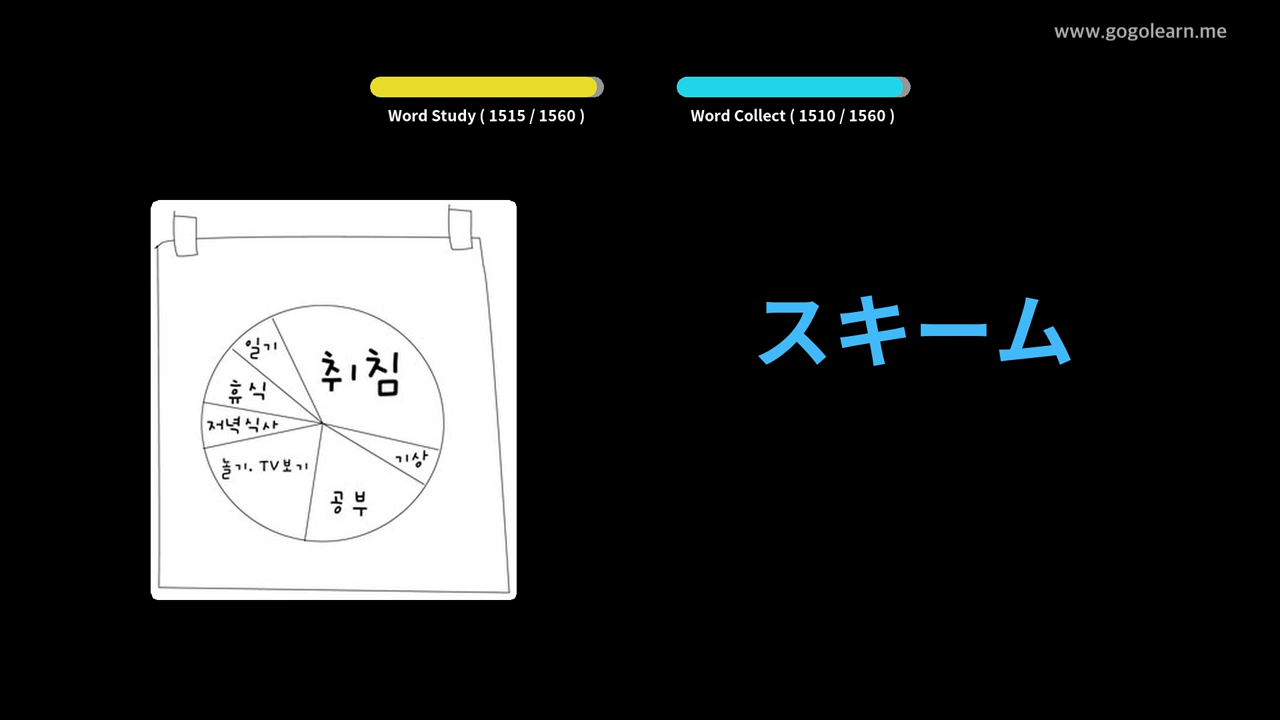 www.gogolearn.me
Word Study ( 1515 / 1560 )
Word Collect ( 1510 / 1560 )
スキーム
일기
취침
휴식
저녁식사
기상
놀기. TV보기
공부